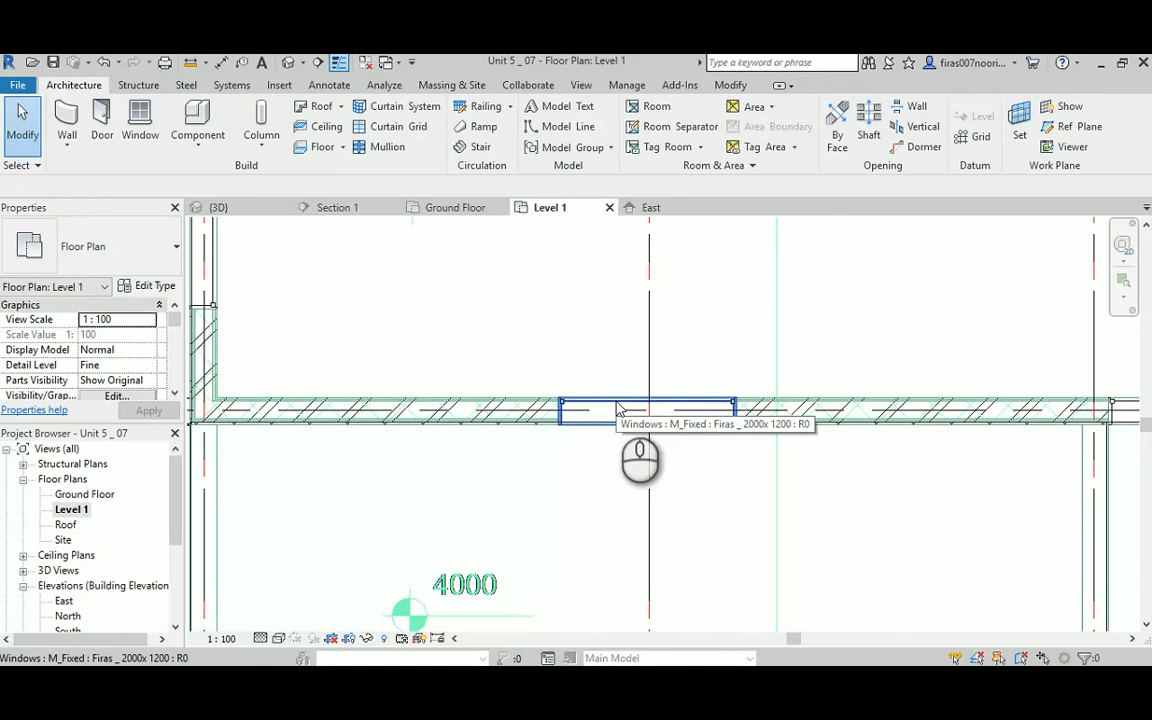 Unit 5 _ 07 - Floor Plan: Level 1
Type a keyword or phrase
firas007noori...
File Architecture Structure Steel Systems Insert Annotate Analyze Massing & Site Collaborate View Manage Add-Ins Modify
Modify
Wall
Door
Window
Component
Column
Roof
Ceiling
Floor
Curtain System
Curtain Grid
Mullion
Railing
Ramp
Stair
Model Text
Model Line
Model Group
Room
Room Separator
Tag Room
Area
Area Boundary
Tag Area
By
Face
Shaft
Wall
Vertical
Dormer
Level
Grid
Set
Show
Ref Plane
Viewer
Select
Build
Circulation
Model
Room & Area
Opening
Datum
Work Plane
Properties
{3D}
Section 1
Ground Floor
Level 1
East
Floor Plan
Floor Plan: Level 1
Edit Type
Graphics
View Scale 1 : 100
Scale Value 1: 100
Display Model Normal
Detail Level Fine
Parts Visibility Show Original
Visibility/Grap... Edit...
Properties help
Apply
Project Browser - Unit 5 _ 07
Views (all)
Structural Plans
Floor Plans
Ground Floor
Level 1
Roof
Site
Ceiling Plans
3D Views
Elevations (Building Elevation
East
North
South
Windows : M_Fixed : Firas _ 2000x 1200 : R0
4000
2D
1 : 100
Windows : M_Fixed : Firas _ 2000x 1200 : R0
:0
Main Model
:0